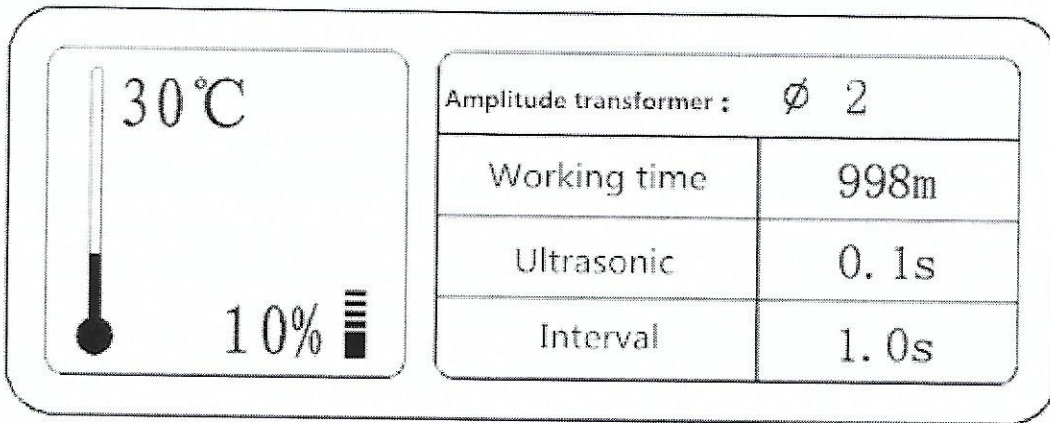 30℃
10%
Amplitude transformer： Ø 2
Working time 998m
Ultrasonic 0.1s
Interval 1.0s